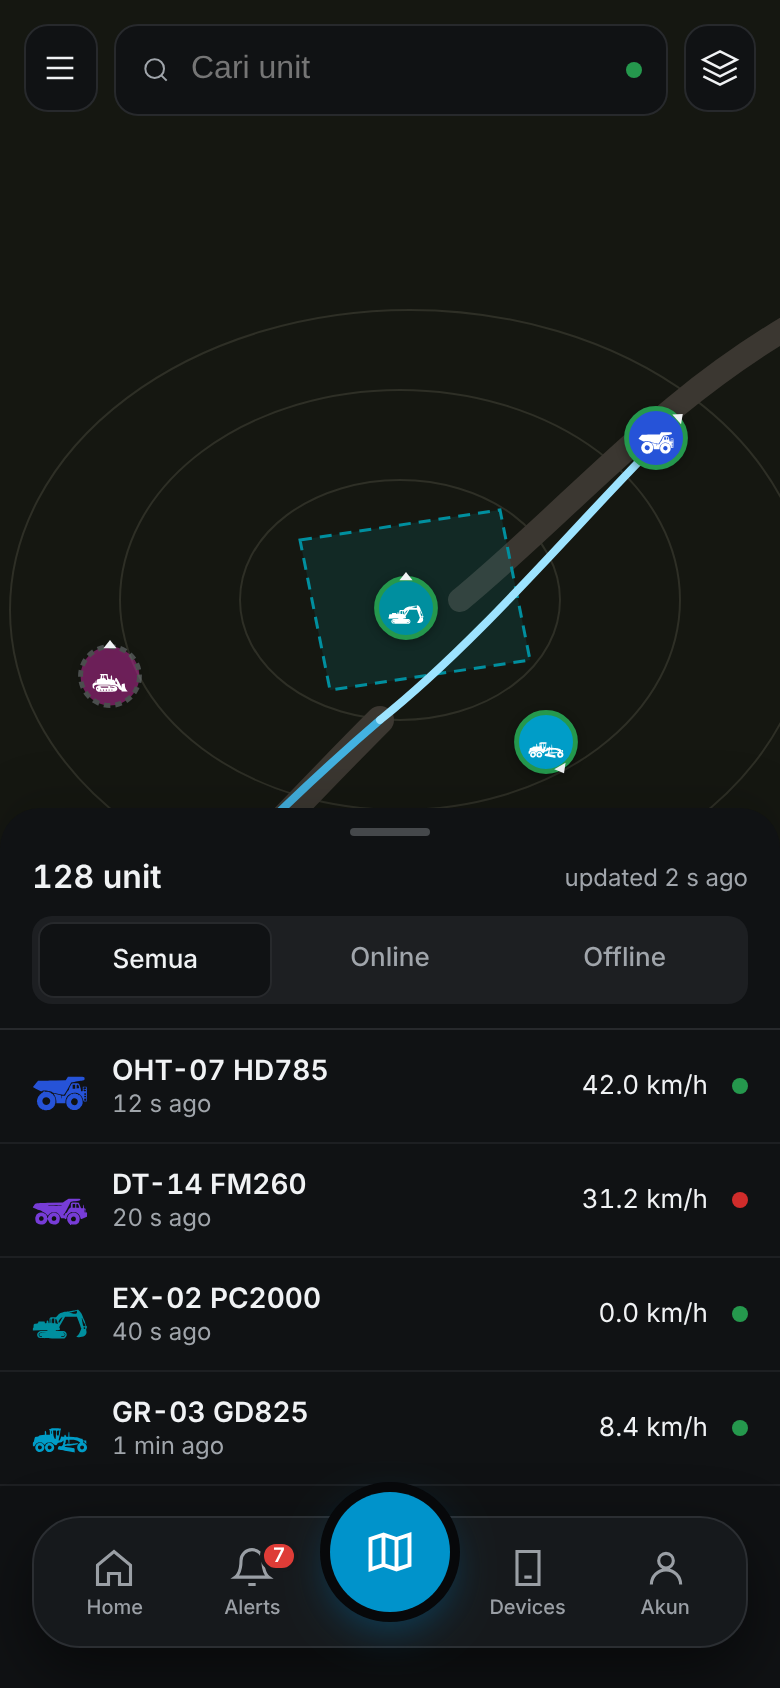 Cari unit
128 unit
updated 2 s ago
Semua
Online
Offline
OHT-07 HD785
12 s ago
42.0 km/h
DT-14 FM260
20 s ago
31.2 km/h
EX-02 PC2000
40 s ago
0.0 km/h
GR-03 GD825
1 min ago
8.4 km/h
7
Home
Alerts
Devices
Akun